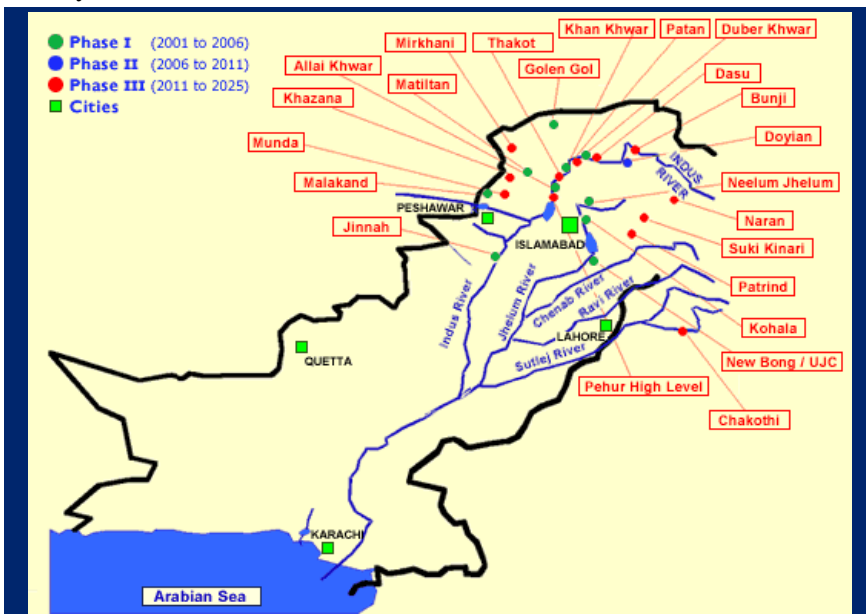 Phase I (2001 to 2006)
Phase II (2006 to 2011)
Phase III (2011 to 2025)
Cities
Mirkhani
Thakot
Khan Khwar
Patan
Duber Khwar
Allai Khwar
Matiltan
Golen Gol
Dasu
Khazana
Bunji
Munda
Doyian
Malakand
Neelum Jhelum
Jinnah
Naran
Suki Kinari
Patrind
Kohala
New Bong / UJC
Pehur High Level
Chakothi
INDUS
RIVER
PESHAWAR
ISLAMABAD
Indus River
Jhelum River
Chenab River
Ravi River
LAHORE
Sutlej River
QUETTA
KARACHI
Arabian Sea